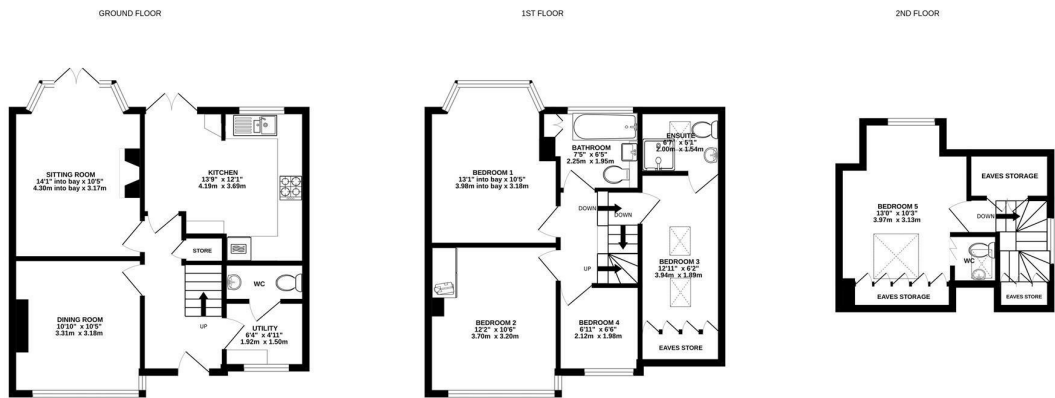 GROUND FLOOR
SITTING ROOM
14'1" into bay x 10'5"
4.30m into bay x 3.17m
KITCHEN
13'9" x 12'1"
4.19m x 3.69m
STORE
WC
DINING ROOM
10'10" x 10'5"
3.31m x 3.18m
UP
UTILITY
6'4" x 4'11"
1.92m x 1.50m
1ST FLOOR
BEDROOM 1
13'1" into bay x 10'5"
3.98m into bay x 3.18m
BATHROOM
7'5" x 6'5"
2.25m x 1.95m
ENSUITE
6'7" x 5'1"
2.00m x 1.54m
DOWN
DOWN
UP
BEDROOM 3
12'11" x 6'2"
3.94m x 1.89m
BEDROOM 2
12'2" x 10'6"
3.70m x 3.20m
BEDROOM 4
6'11" x 6'6"
2.12m x 1.98m
EAVES STORE
2ND FLOOR
EAVES STORAGE
BEDROOM 5
13'0" x 10'3"
3.97m x 3.13m
DOWN
WC
EAVES STORAGE
EAVES STORE